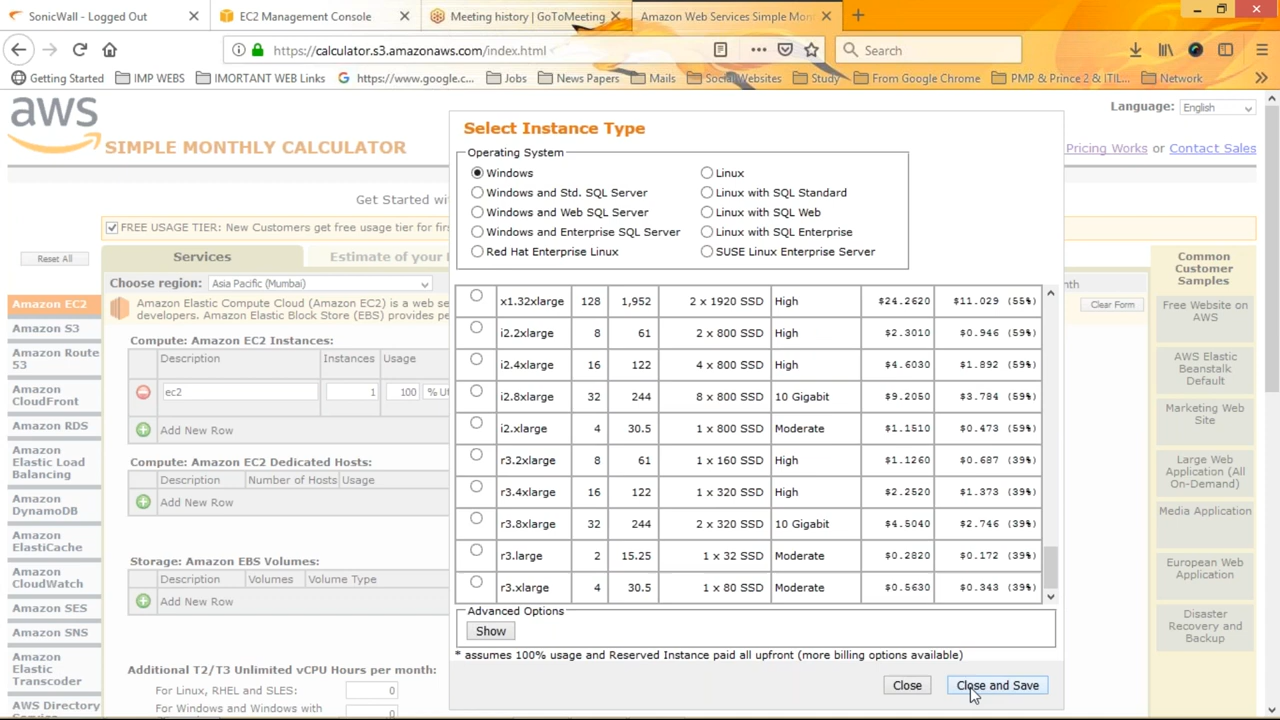 SonicWall - Logged Out
EC2 Management Console
Meeting history | GoToMeeting
Amazon Web Services Simple Mon
https://calculator.s3.amazonaws.com/index.html
Search
Getting Started
IMP WEBS
IMORTANT WEB Links
https://www.google.c...
Jobs
News Papers
Mails
Social Websites
Study
From Google Chrome
PMP & Prince 2 & ITIL...
Network
aws
SIMPLE MONTHLY CALCULATOR
Language: English
Pricing Works or Contact Sales
Get Started wi
FREE USAGE TIER: New Customers get free usage tier for firs
Reset All
Services
Estimate of your
Choose region: Asia Pacific (Mumbai)
nth
Clear Form
Amazon Elastic Compute Cloud (Amazon EC2) is a web se
developers. Amazon Elastic Block Store (EBS) provides pe
Amazon EC2
Amazon S3
Amazon Route
53
Amazon
CloudFront
Amazon RDS
Amazon
Elastic Load
Balancing
Amazon
DynamoDB
Amazon
ElastiCache
Amazon
CloudWatch
Amazon SES
Amazon SNS
Amazon
Elastic
Transcoder
AWS Directory
Compute: Amazon EC2 Instances:
Description Instances Usage
ec2 1 100 % Ut
Add New Row
Compute: Amazon EC2 Dedicated Hosts:
Description Number of Hosts Usage
Add New Row
Storage: Amazon EBS Volumes:
Description Volumes Volume Type
Add New Row
Additional T2/T3 Unlimited vCPU Hours per month:
For Linux, RHEL and SLES: 0
For Windows and Windows with 0
Select Instance Type
Operating System
Windows
Linux
Windows and Std. SQL Server
Linux with SQL Standard
Windows and Web SQL Server
Linux with SQL Web
Windows and Enterprise SQL Server
Linux with SQL Enterprise
Red Hat Enterprise Linux
SUSE Linux Enterprise Server
x1.32xlarge 128 1,952 2 x 1920 SSD High $24.2620 $11.029 (55%)
i2.2xlarge 8 61 2 x 800 SSD High $2.3010 $0.946 (59%)
i2.4xlarge 16 122 4 x 800 SSD High $4.6030 $1.892 (59%)
i2.8xlarge 32 244 8 x 800 SSD 10 Gigabit $9.2050 $3.784 (59%)
i2.xlarge 4 30.5 1 x 800 SSD Moderate $1.1510 $0.473 (59%)
r3.2xlarge 8 61 1 x 160 SSD High $1.1260 $0.687 (39%)
r3.4xlarge 16 122 1 x 320 SSD High $2.2520 $1.373 (39%)
r3.8xlarge 32 244 2 x 320 SSD 10 Gigabit $4.5040 $2.746 (39%)
r3.large 2 15.25 1 x 32 SSD Moderate $0.2820 $0.172 (39%)
r3.xlarge 4 30.5 1 x 80 SSD Moderate $0.5630 $0.343 (39%)
Advanced Options
Show
* assumes 100% usage and Reserved Instance paid all upfront (more billing options available)
Close
Close and Save
Common
Customer
Samples
Free Website on
AWS
AWS Elastic
Beanstalk
Default
Marketing Web
Site
Large Web
Application (All
On-Demand)
Media Application
European Web
Application
Disaster
Recovery and
Backup